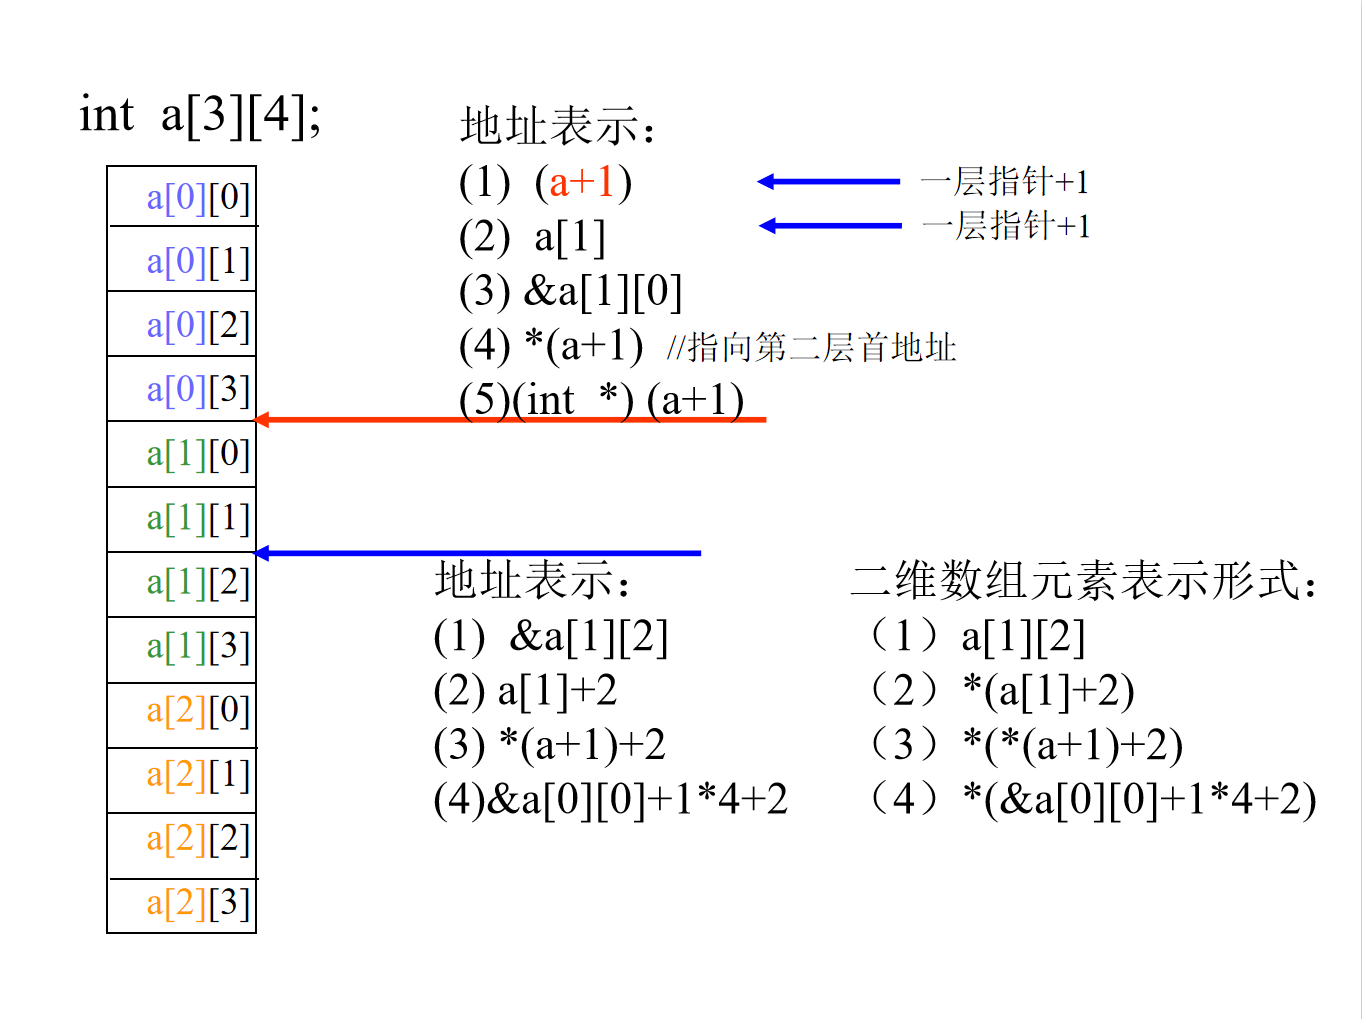 int  a[3][4];
a[0][0]
a[0][1]
a[0][2]
a[0][3]
a[1][0]
a[1][1]
a[1][2]
a[1][3]
a[2][0]
a[2][1]
a[2][2]
a[2][3]
地址表示：
(1)  (a+1)
(2)  a[1]
(3) &a[1][0]
(4) *(a+1)  //指向第二层首地址
(5)(int  *) (a+1)
一层指针+1
一层指针+1
地址表示：
(1)  &a[1][2]
(2) a[1]+2
(3) *(a+1)+2
(4)&a[0][0]+1*4+2
二维数组元素表示形式：
（1）a[1][2]
（2）*(a[1]+2)
（3）*(*(a+1)+2)
（4）*(&a[0][0]+1*4+2)